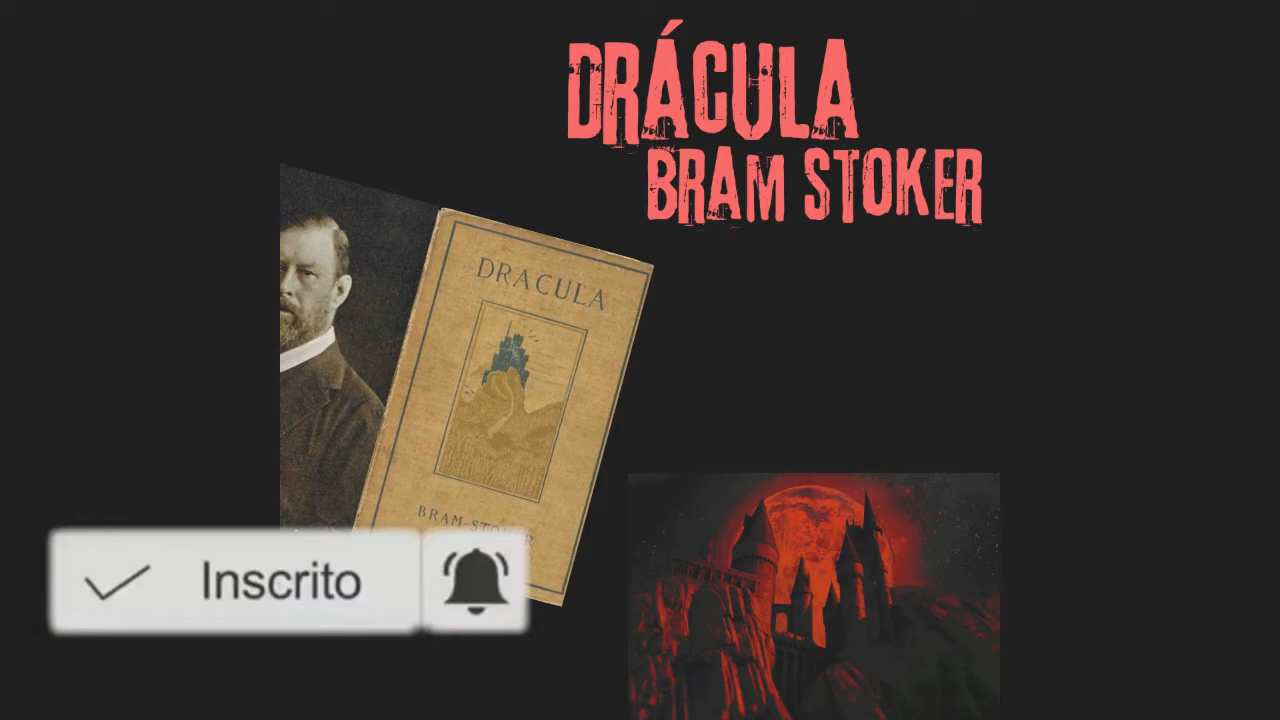 DRÁCULA
BRAM STOKER
DRACULA
BRAM-STOKER
Inscrito